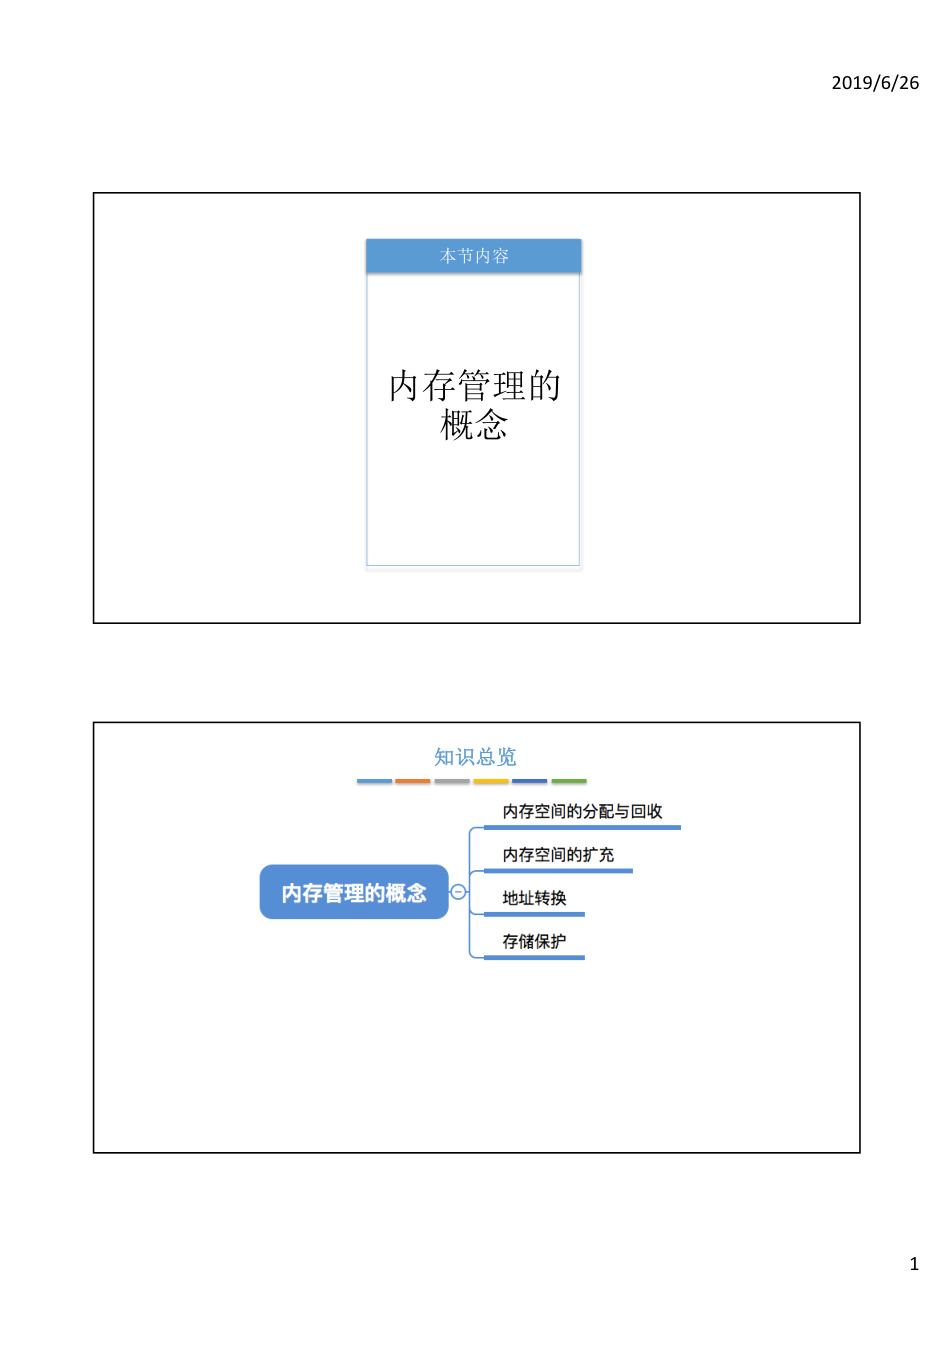 2019/6/26
本节内容
内存管理的
概念
知识总览
内存空间的分配与回收
内存空间的扩充
内存管理的概念
地址转换
存储保护
1